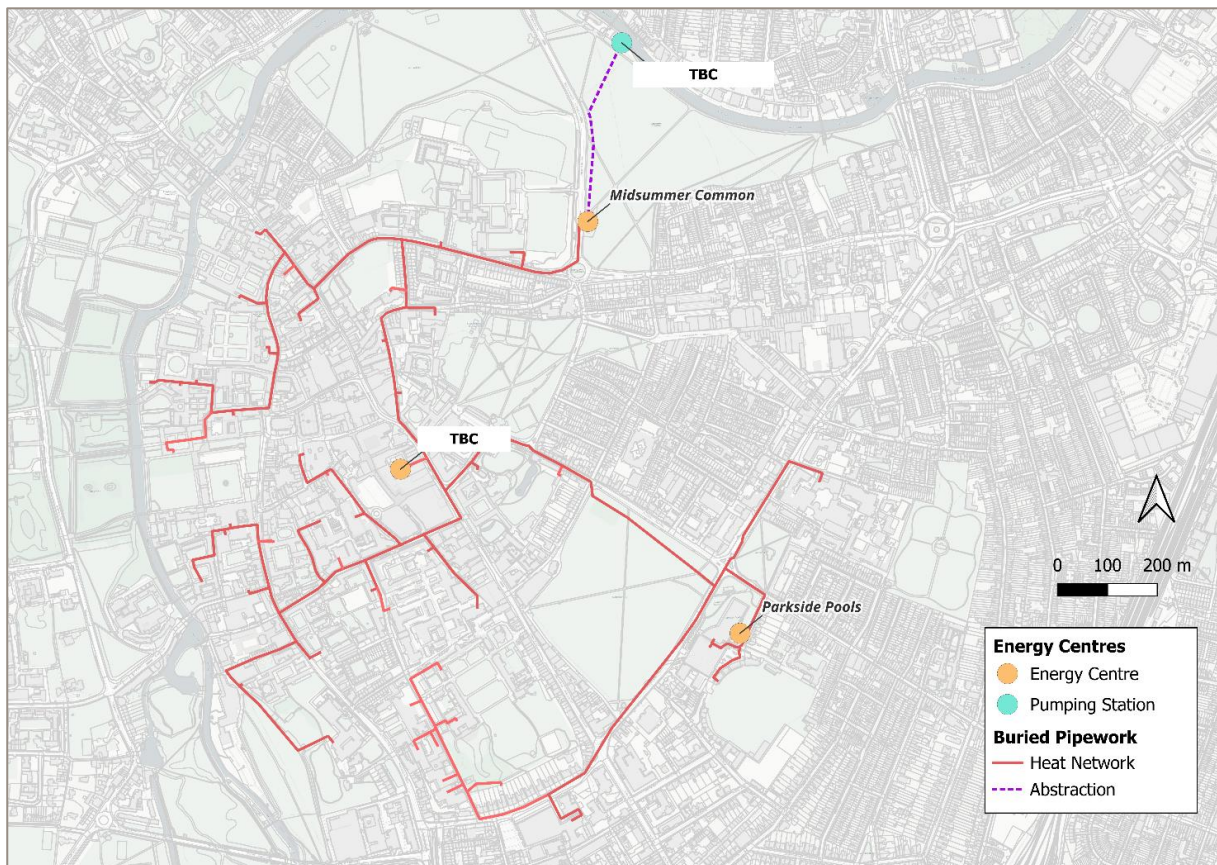 TBC
Midsummer Common
TBC
Parkside Pools
0 100 200 m
Energy Centres
Energy Centre
Pumping Station
Buried Pipework
Heat Network
Abstraction